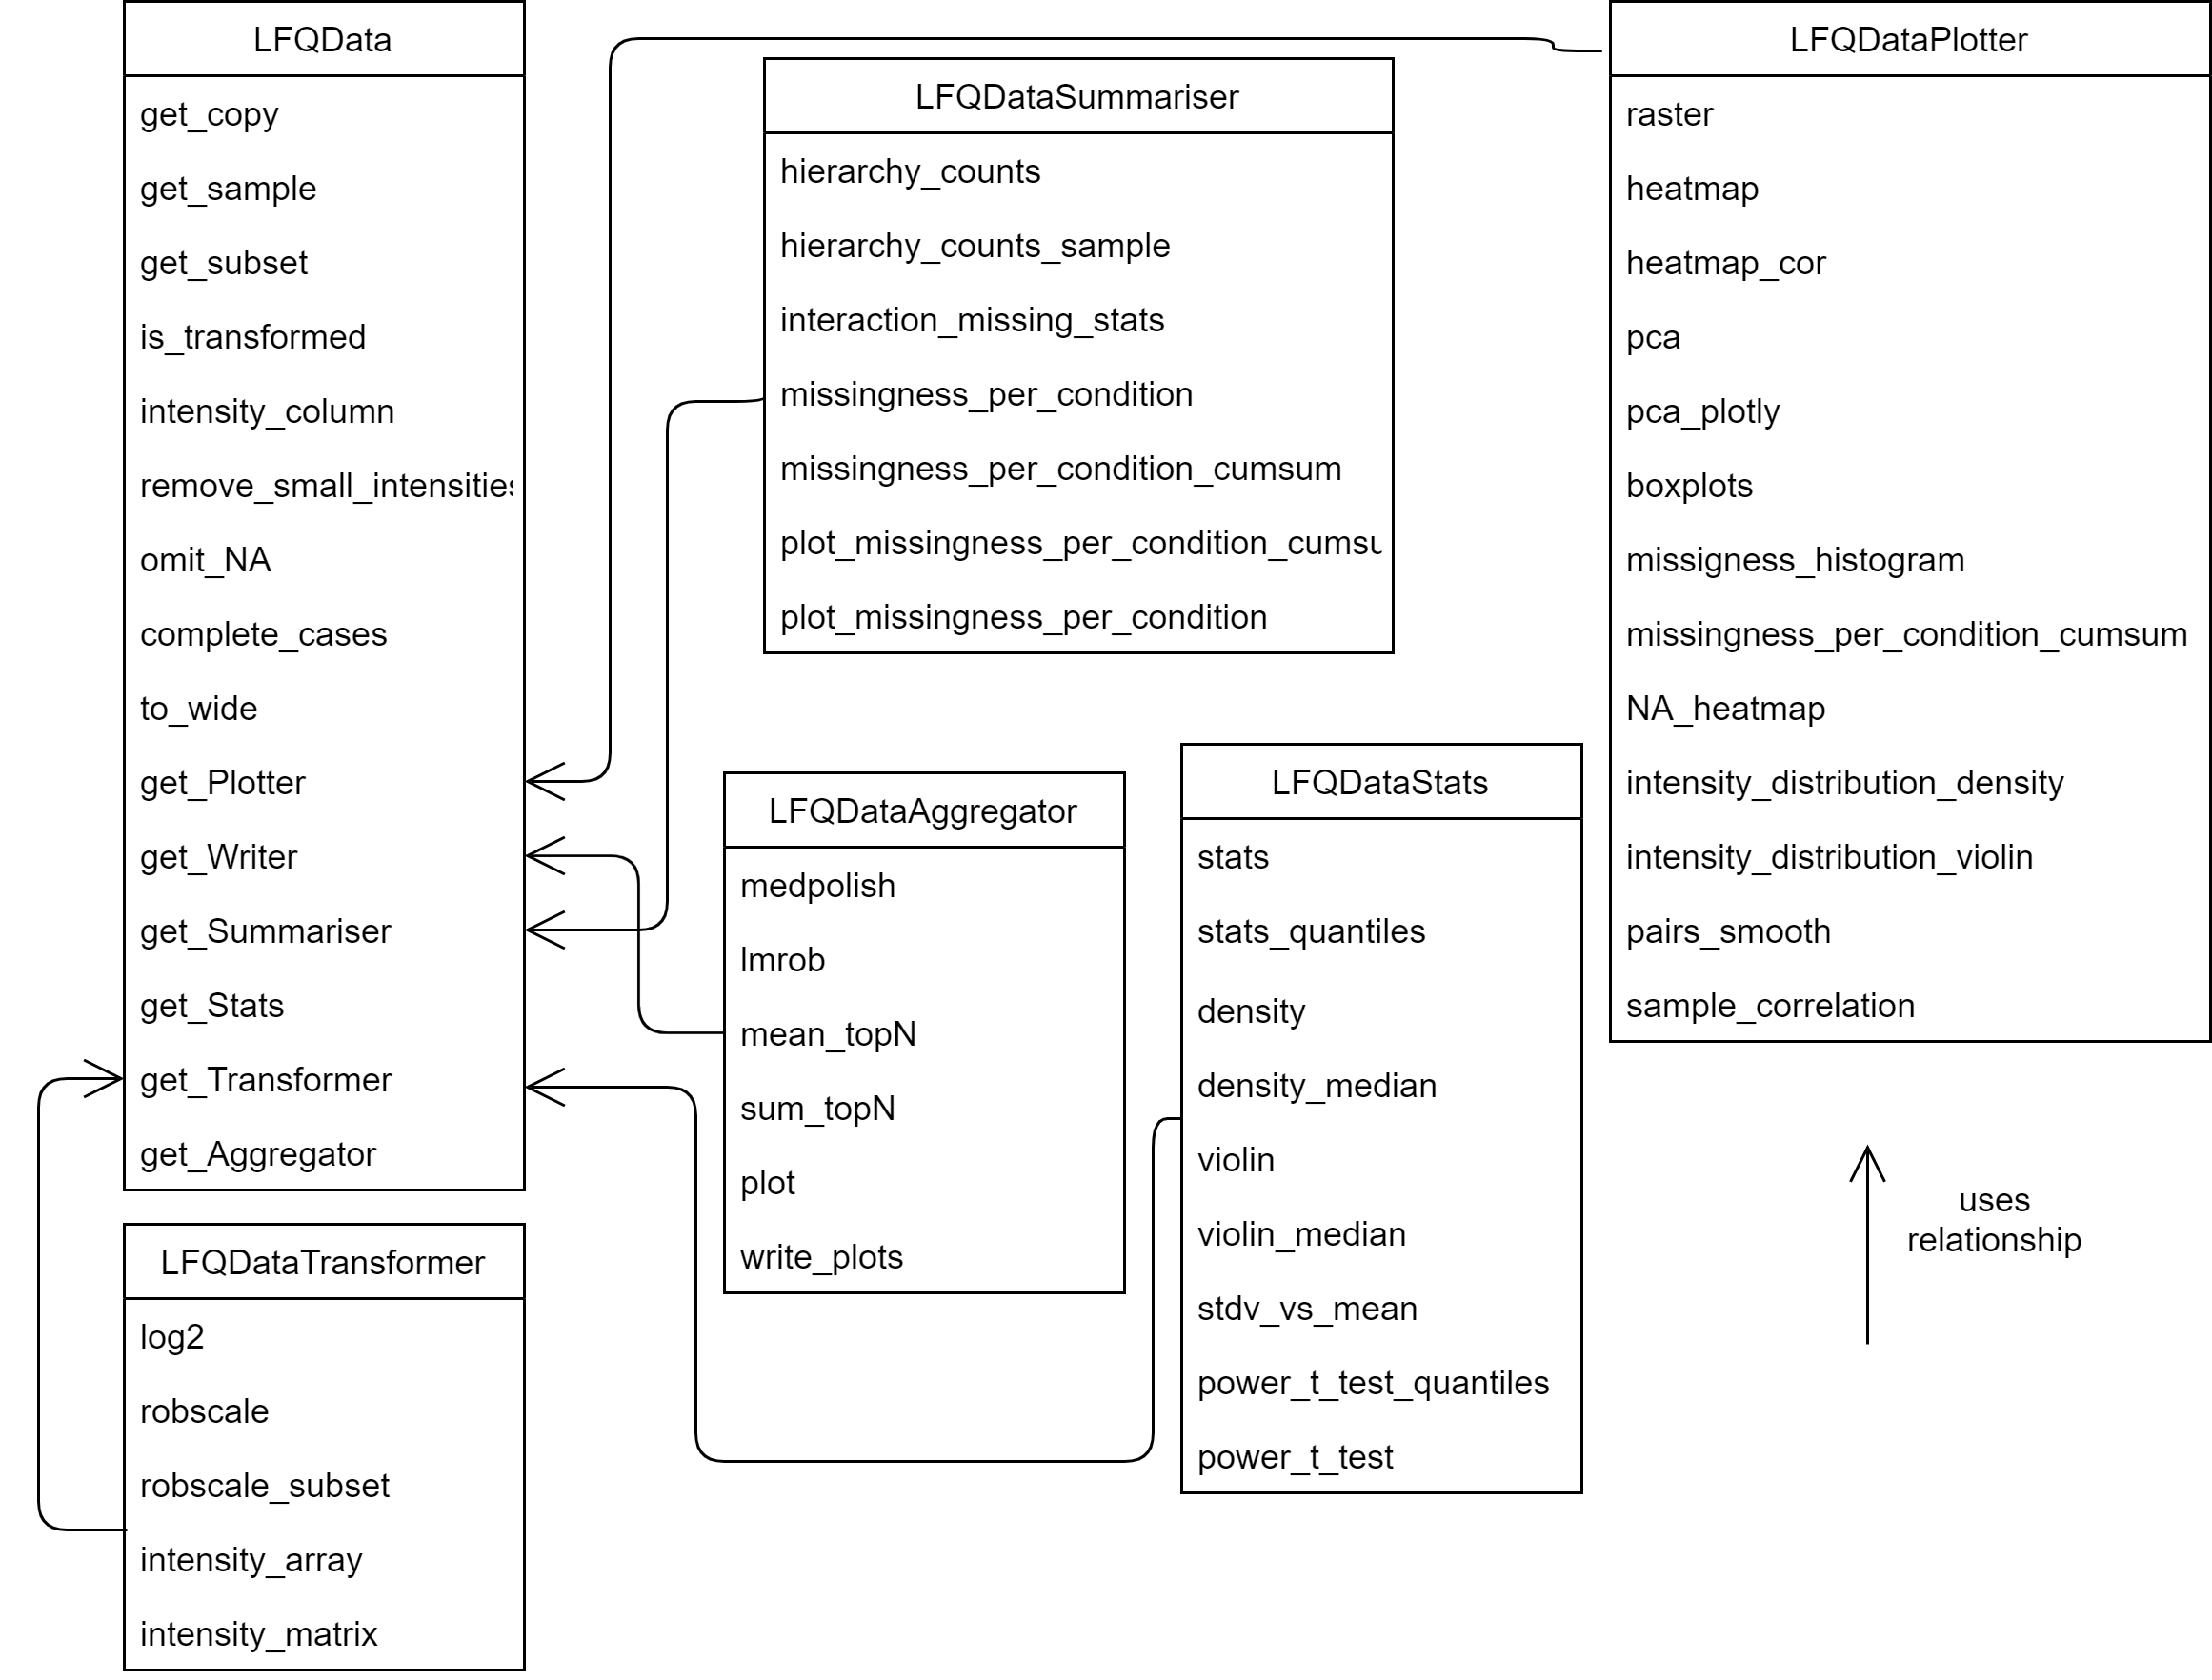 LFQData
get_copy
get_sample
get_subset
is_transformed
intensity_column
remove_small_intensities
omit_NA
complete_cases
to_wide
get_Plotter
get_Writer
get_Summariser
get_Stats
get_Transformer
get_Aggregator
LFQDataTransformer
log2
robscale
robscale_subset
intensity_array
intensity_matrix
LFQDataSummariser
hierarchy_counts
hierarchy_counts_sample
interaction_missing_stats
missingness_per_condition
missingness_per_condition_cumsum
plot_missingness_per_condition_cumsu
plot_missingness_per_condition
LFQDataAggregator
medpolish
lmrob
mean_topN
sum_topN
plot
write_plots
LFQDataStats
stats
stats_quantiles
density
density_median
violin
violin_median
stdv_vs_mean
power_t_test_quantiles
power_t_test
LFQDataPlotter
raster
heatmap
heatmap_cor
pca
pca_plotly
boxplots
missigness_histogram
missingness_per_condition_cumsum
NA_heatmap
intensity_distribution_density
intensity_distribution_violin
pairs_smooth
sample_correlation
uses
relationship